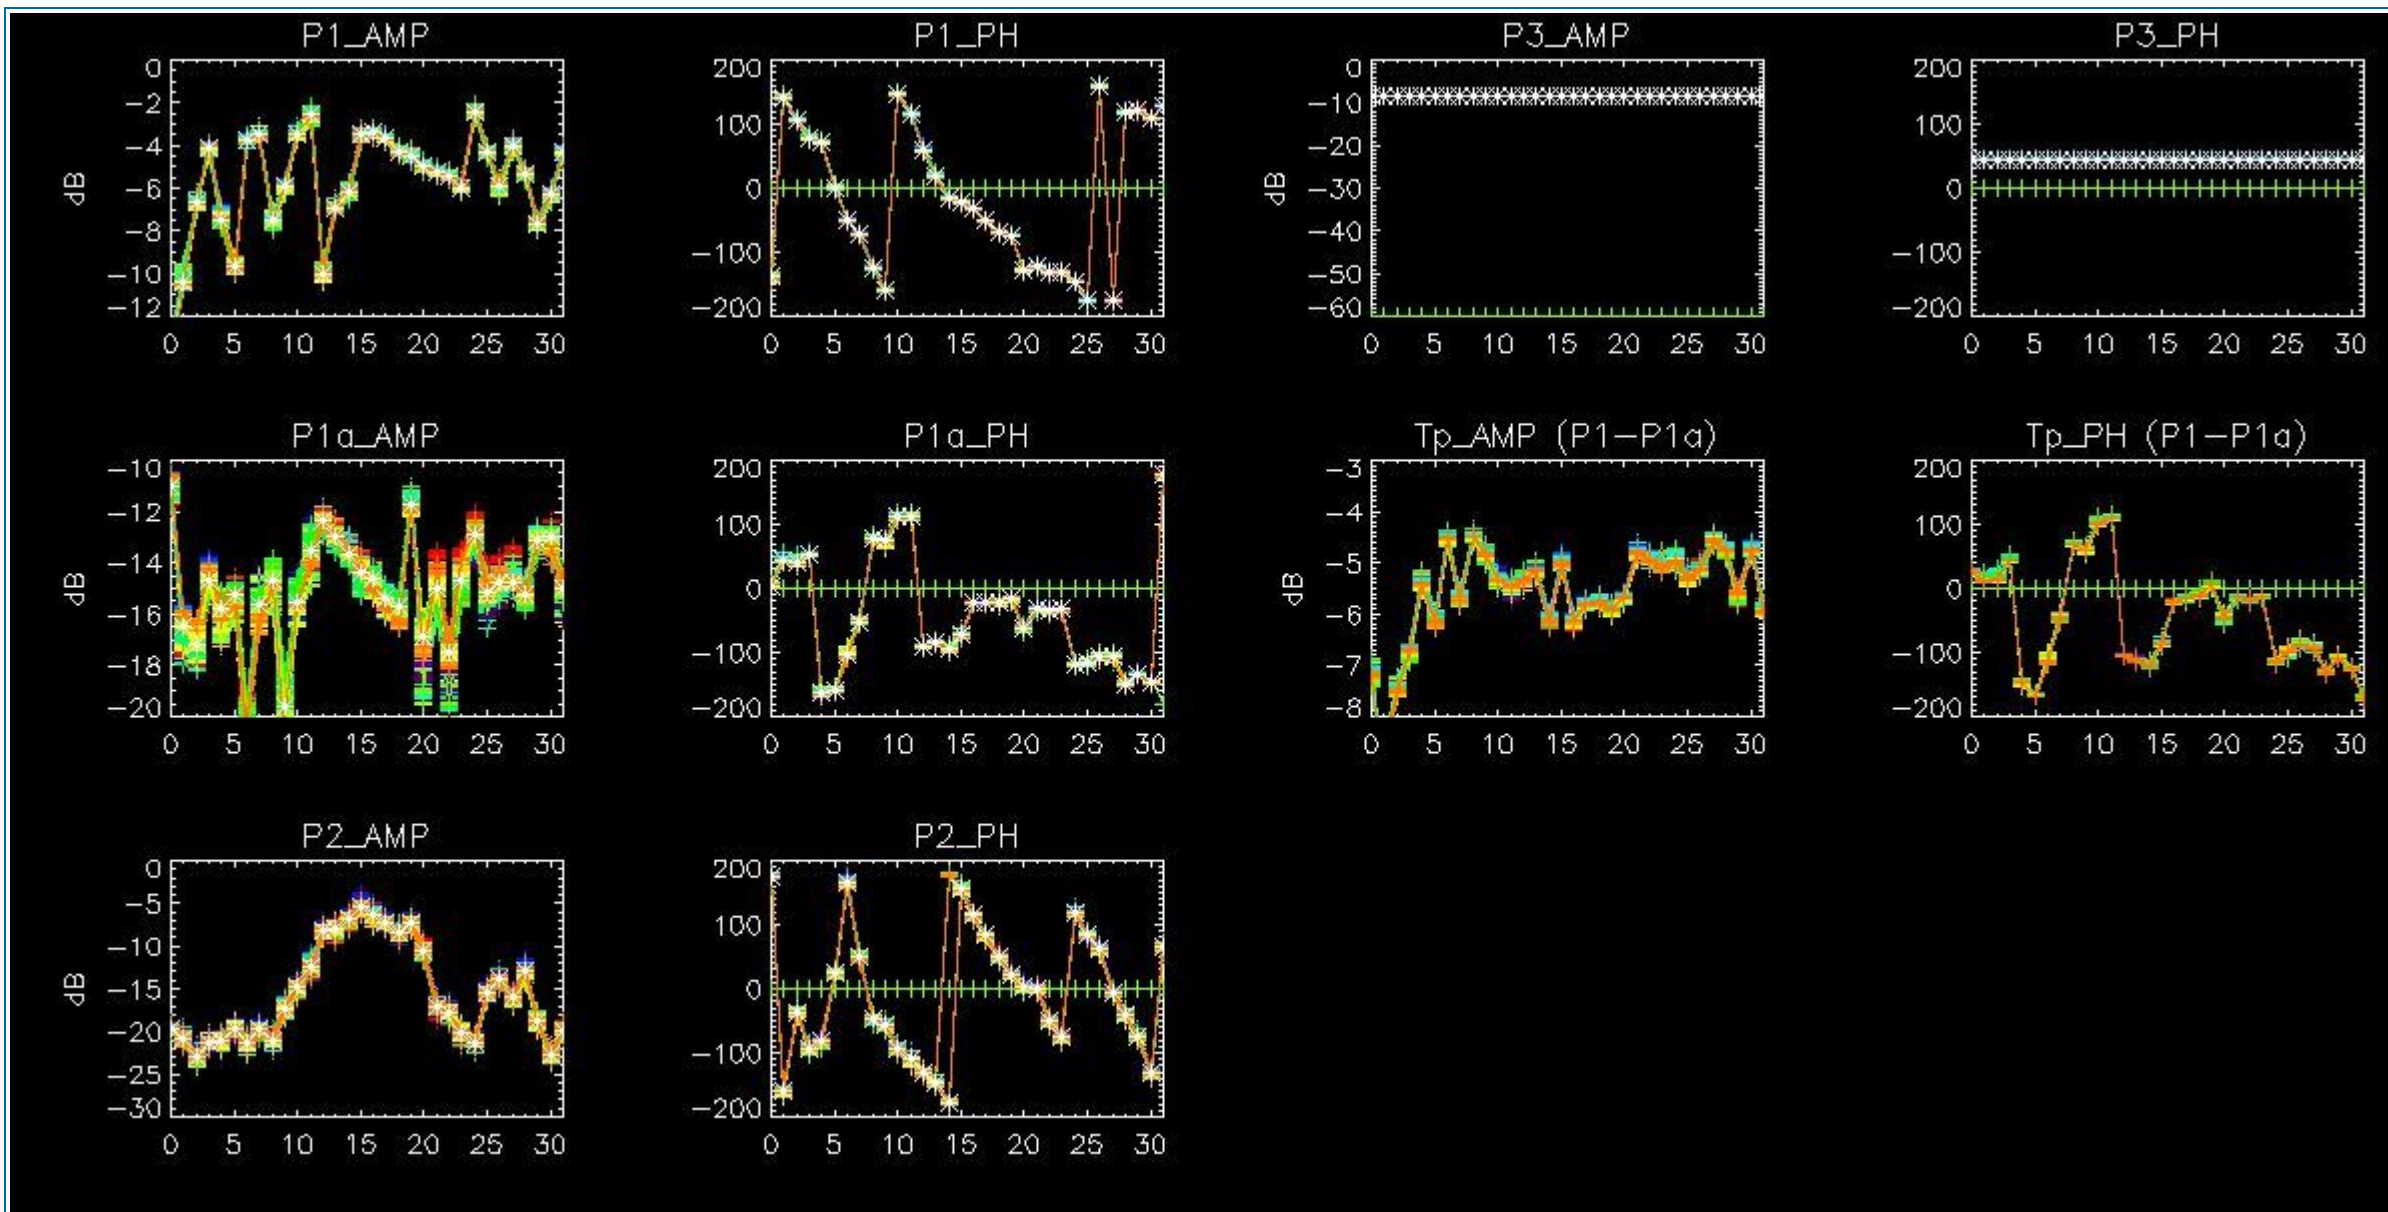 P1_AMP P1_PH P3_AMP P3_PH
0 200 0 200
-2 -10
100 100
-4 -20
dB -6 0 dB -30 0
-8 -40
-100 -100
-10 -50
-12 -200 -60 -200
0 5 10 15 20 25 30 0 5 10 15 20 25 30 0 5 10 15 20 25 30 0 5 10 15 20 25 30
P1a_AMP P1a_PH Tp_AMP (P1-P1a) Tp_PH (P1-P1a)
-10 200 -3 200
-12 100 -4 100
-14 -5
dB 0 dB 0
-16 -6
-18 -100 -7 -100
-20 -200 -8 -200
0 5 10 15 20 25 30 0 5 10 15 20 25 30 0 5 10 15 20 25 30 0 5 10 15 20 25 30
P2_AMP P2_PH
0 200
-5 100
-10
dB -15 0
-20
-25 -100
-30 -200
0 5 10 15 20 25 30 0 5 10 15 20 25 30